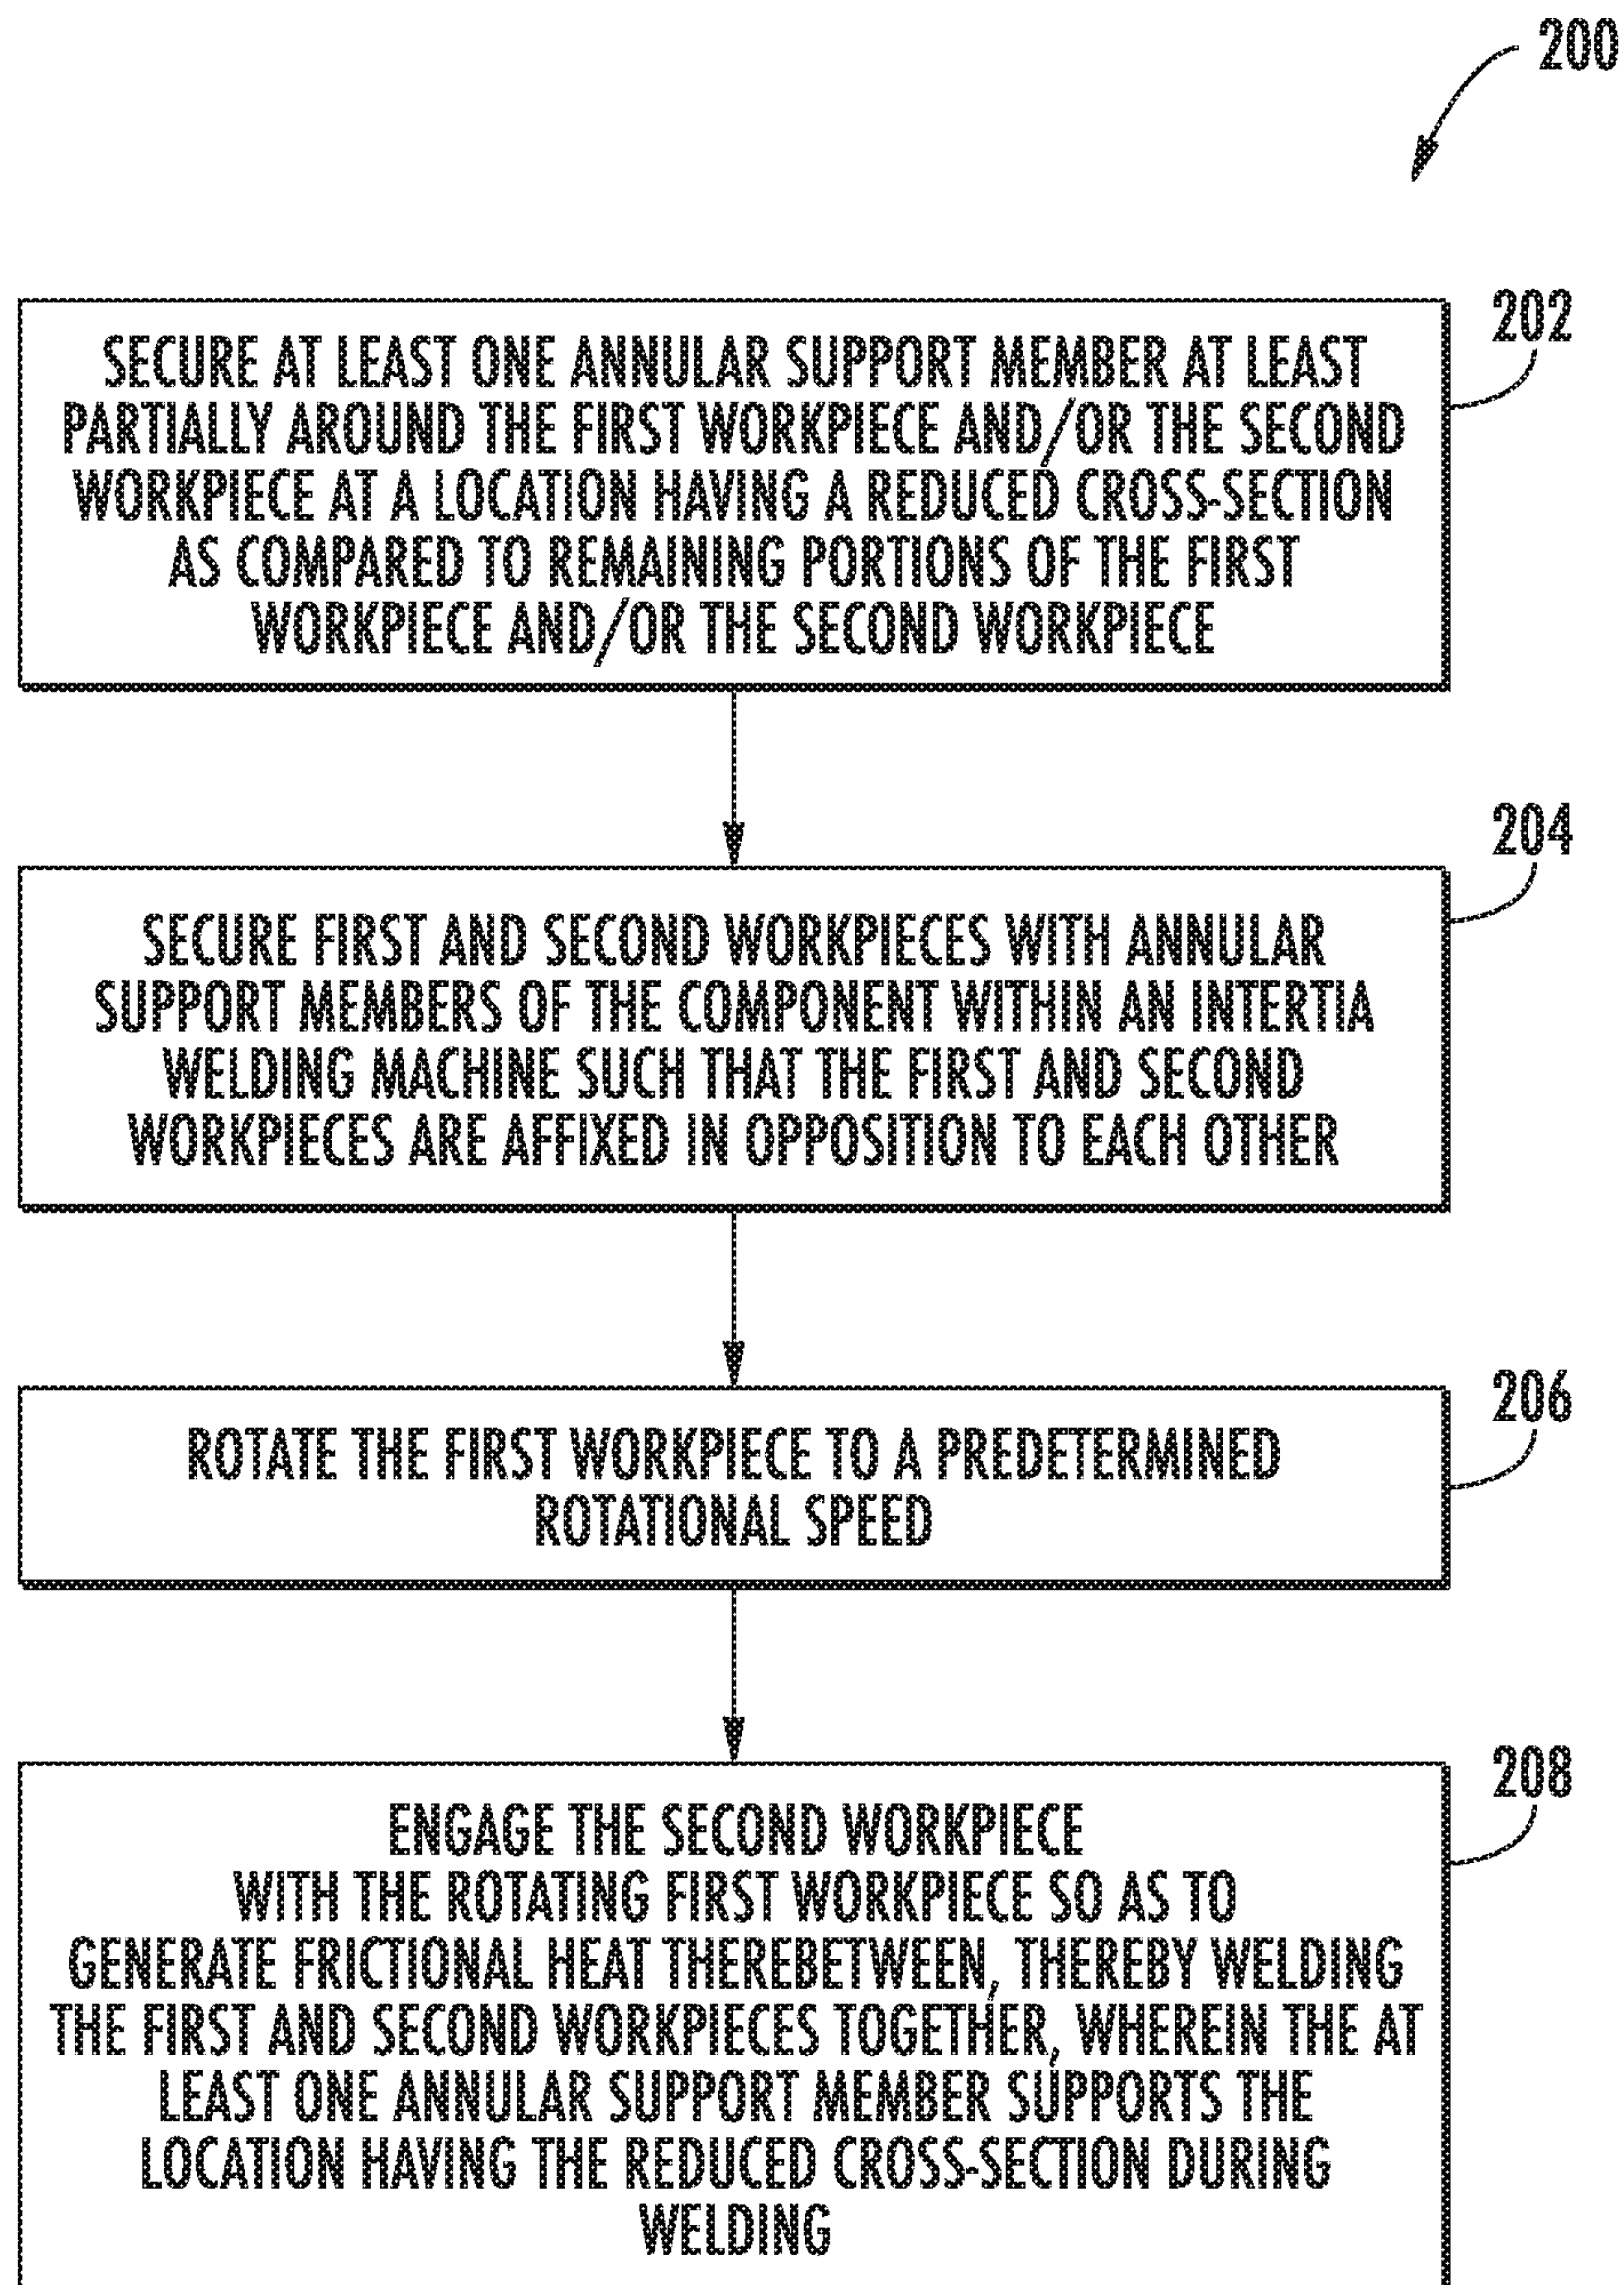 200
202
SECURE AT LEAST ONE ANNULAR SUPPORT MEMBER AT LEAST
PARTIALLY AROUND THE FIRST WORKPIECE AND/OR THE SECOND
WORKPIECE AT A LOCATION HAVING A REDUCED CROSS-SECTION
AS COMPARED TO REMAINING PORTIONS OF THE FIRST
WORKPIECE AND/OR THE SECOND WORKPIECE
204
SECURE FIRST AND SECOND WORKPIECES WITH ANNULAR
SUPPORT MEMBERS OF THE COMPONENT WITHIN AN INTERTIA
WELDING MACHINE SUCH THAT THE FIRST AND SECOND
WORKPIECES ARE AFFIXED IN OPPOSITION TO EACH OTHER
206
ROTATE THE FIRST WORKPIECE TO A PREDETERMINED
ROTATIONAL SPEED
208
ENGAGE THE SECOND WORKPIECE
WITH THE ROTATING FIRST WORKPIECE SO AS TO
GENERATE FRICTIONAL HEAT THEREBETWEEN, THEREBY WELDING
THE FIRST AND SECOND WORKPIECES TOGETHER, WHEREIN THE AT
LEAST ONE ANNULAR SUPPORT MEMBER SUPPORTS THE
LOCATION HAVING THE REDUCED CROSS-SECTION DURING
WELDING